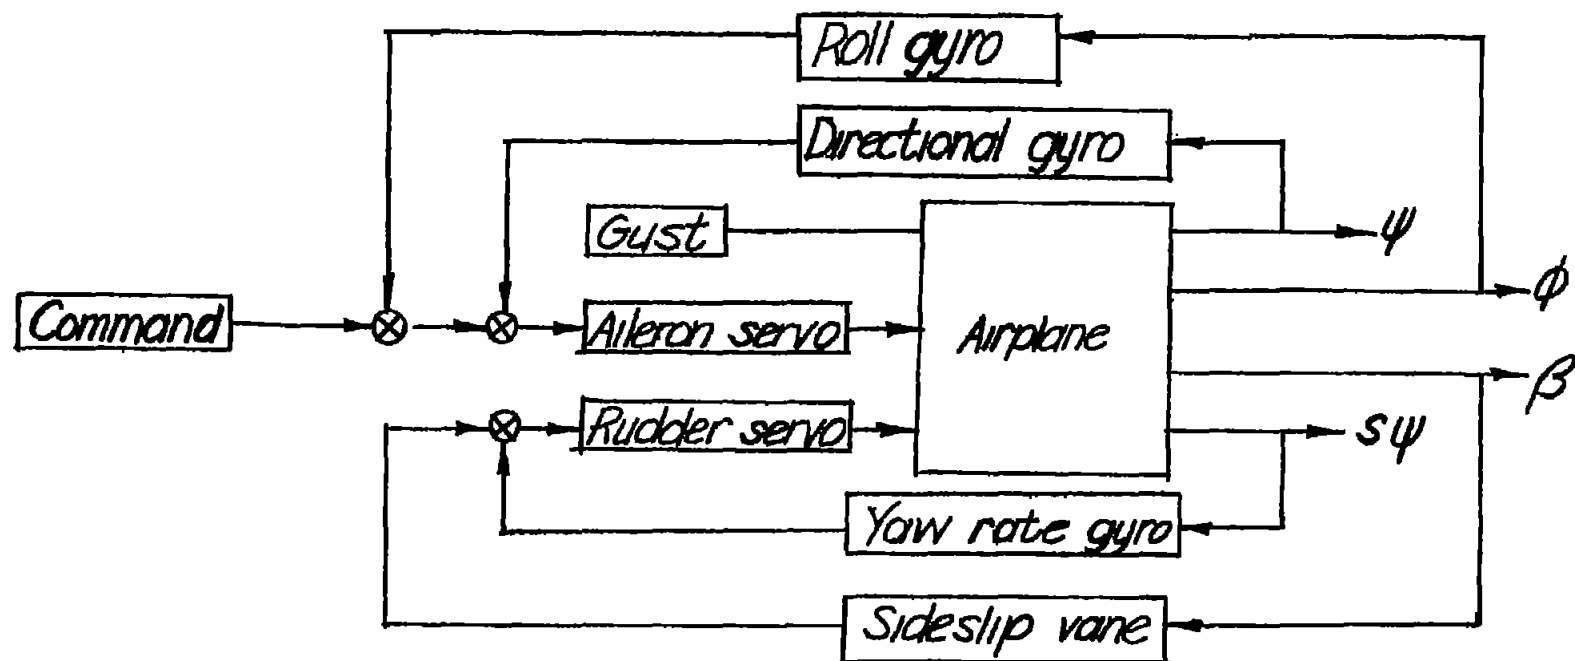 Roll gyro
Directional gyro
Gust
ψ
Command
Aileron servo
Airplane
ϕ
β
Rudder servo
sψ
Yaw rate gyro
Sideslip vane